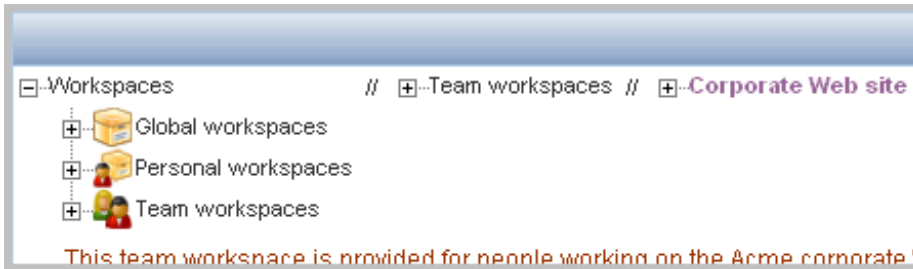 Workspaces // Team workspaces // Corporate Web site
Global workspaces
Personal workspaces
Team workspaces
This team workspace is provided for people working on the Acme corporate